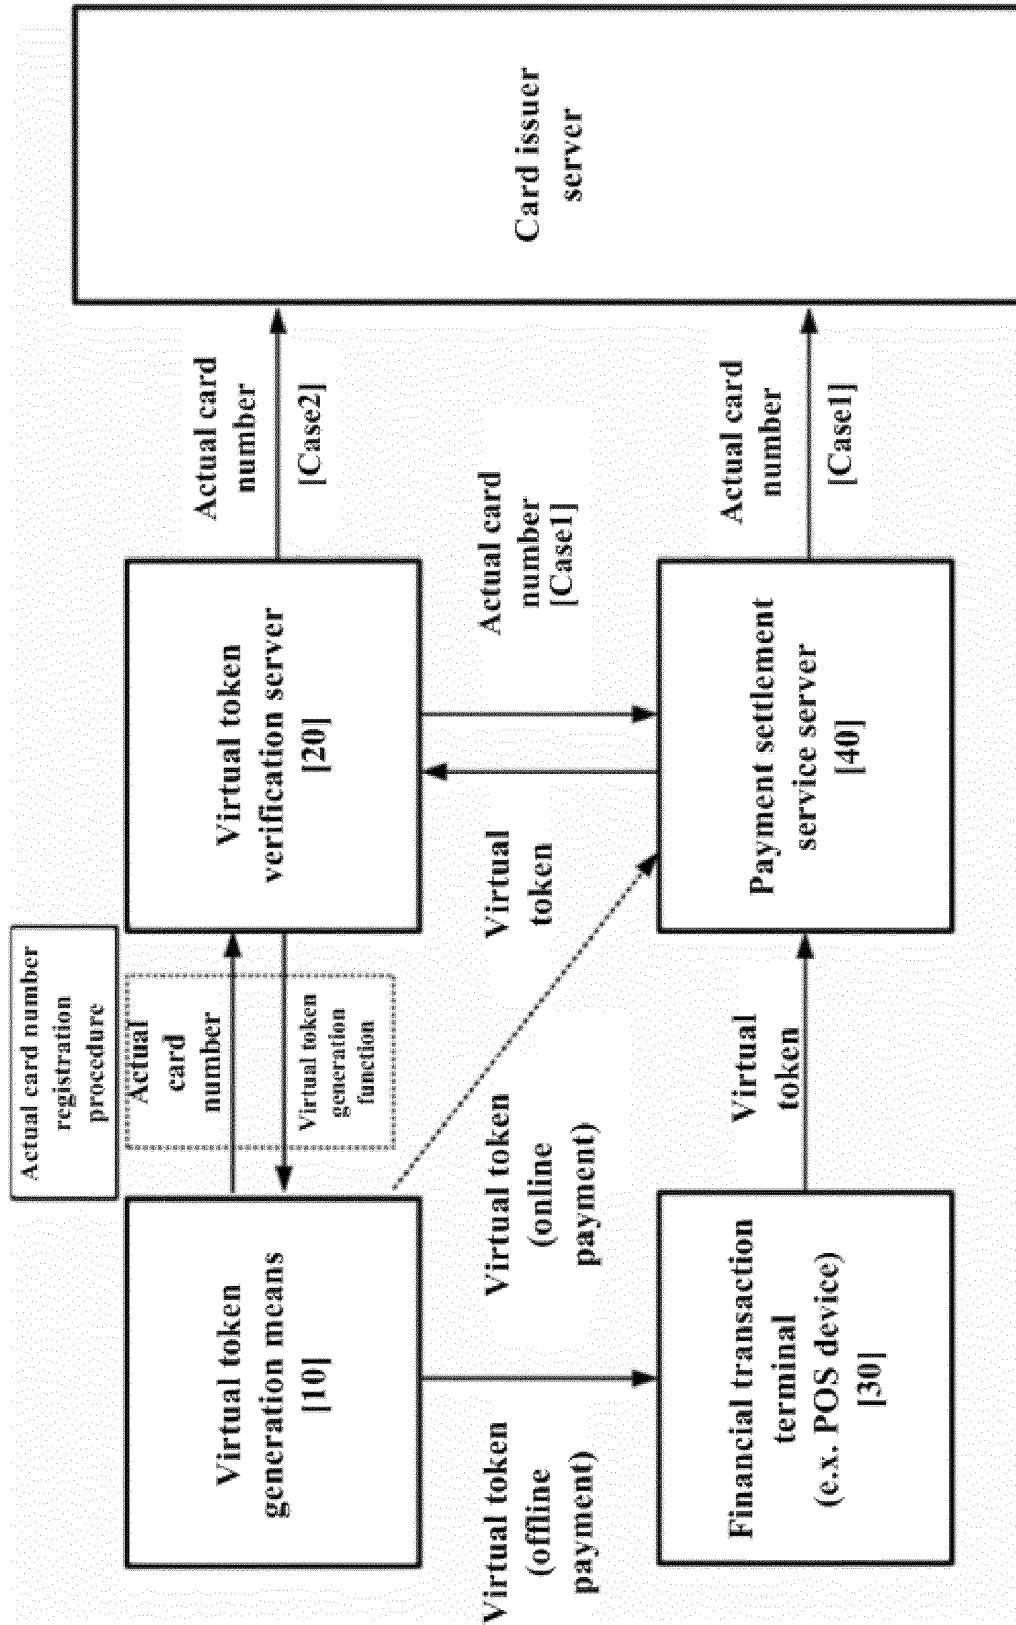 Actual card number
registration
procedure
Virtual token
generation means
[10]
Actual
card
number
Virtual token
generation
function
Virtual token
verification server
[20]
Actual card
number
[Case2]
Card issuer
server
Virtual token
(offline
payment)
Virtual token
(online
payment)
Virtual
token
Actual card
number
[Case1]
Financial transaction
terminal
(e.x. POS device)
[30]
Virtual
token
Payment settlement
service server
[40]
Actual card
number
[Case1]